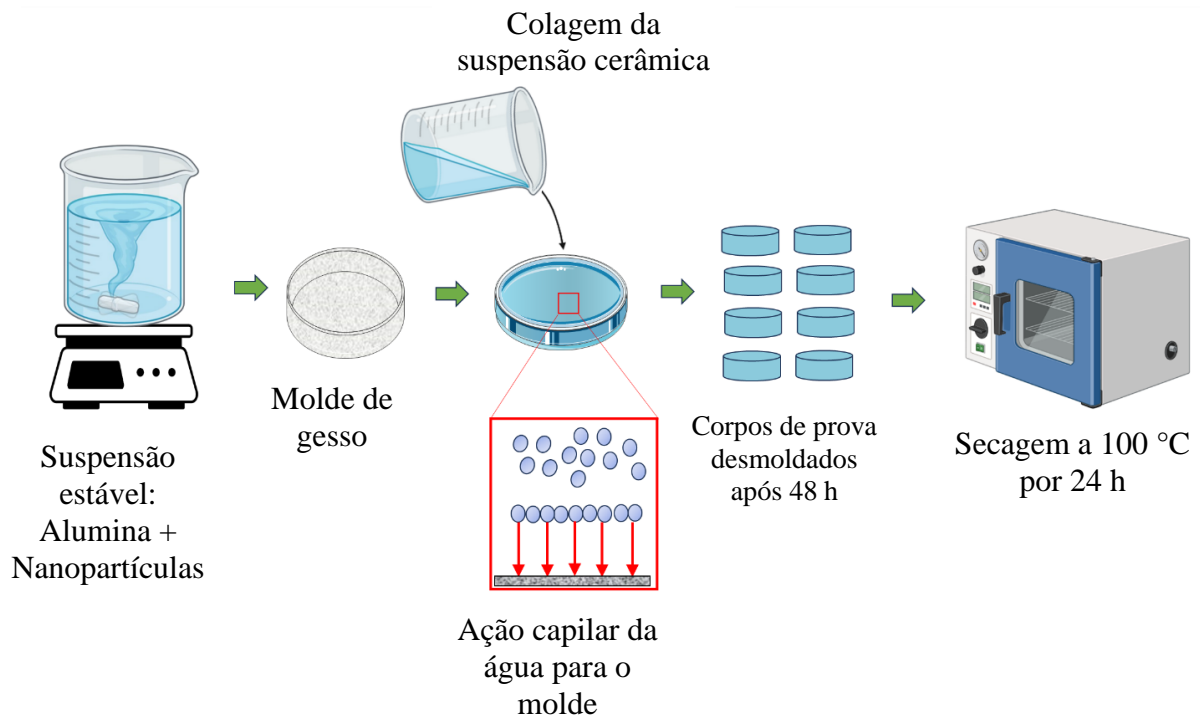 Colagem da
suspensão cerâmica
Suspensão
estável:
Alumina +
Nanopartículas
Molde de
gesso
Ação capilar da
água para o
molde
Corpos de prova
desmoldados
após 48 h
Secagem a 100 °C
por 24 h